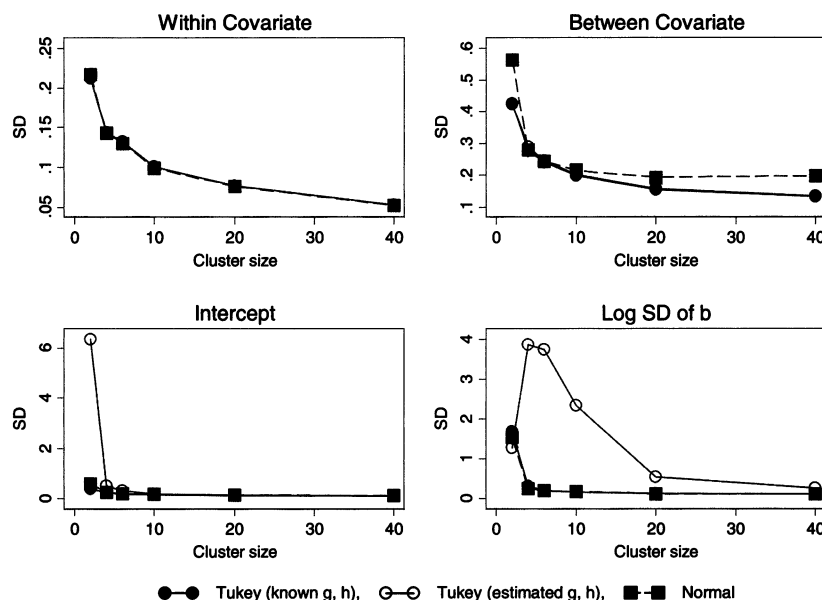 Within Covariate
SD
.25
.2
.15
.1
.05
0 10 20 30 40
Cluster size
Between Covariate
SD
.6
.5
.4
.3
.2
.1
0 10 20 30 40
Cluster size
Intercept
SD
6
4
2
0
0 10 20 30 40
Cluster size
Log SD of b
SD
4
3
2
1
0
0 10 20 30 40
Cluster size
Tukey (known g, h), Tukey (estimated g, h), Normal